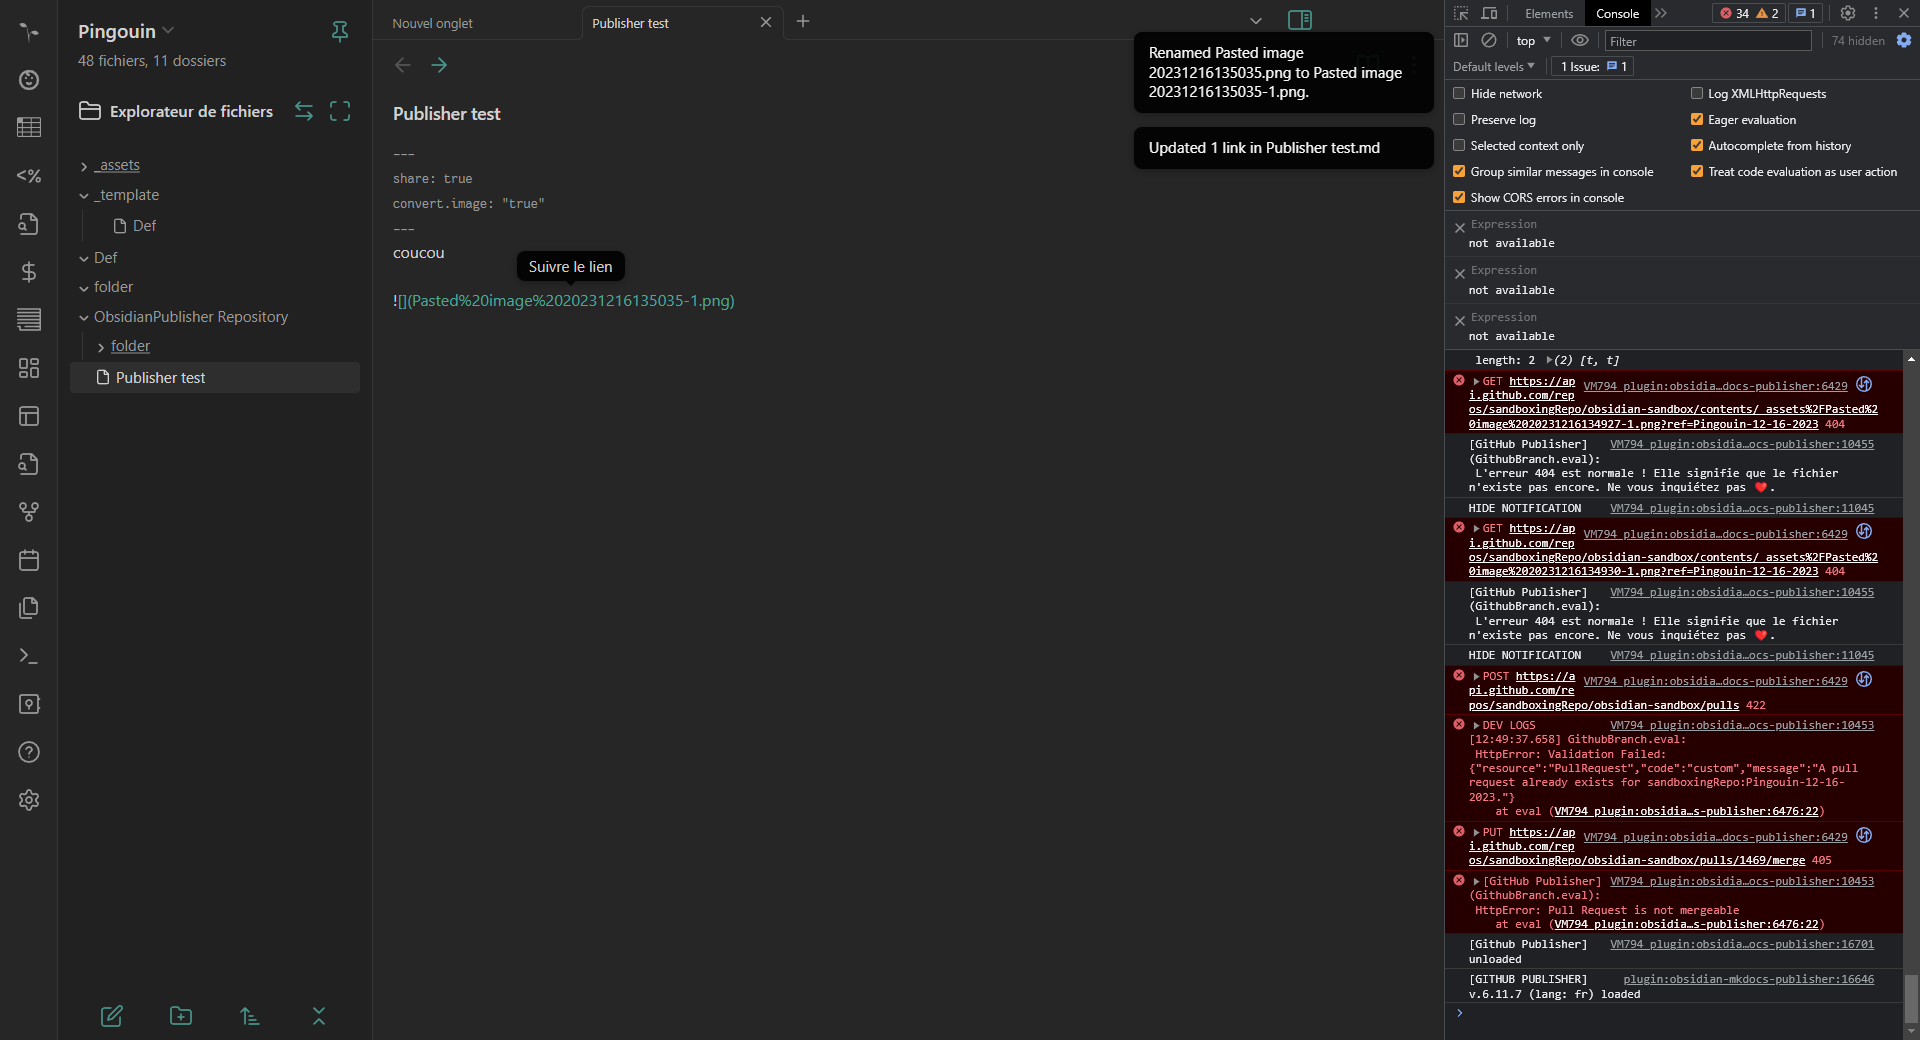 Pingouin
48 fichiers, 11 dossiers
Explorateur de fichiers
_assets
_template
Def
Def
folder
ObsidianPublisher Repository
folder
Publisher test
<%
Nouvel onglet
Publisher test
Publisher test
---
share: true
convert.image: "true"
---
coucou
Suivre le lien
![](Pasted%20image%2020231216135035-1.png)
Renamed Pasted image
20231216135035.png to Pasted image
20231216135035-1.png.
Updated 1 link in Publisher test.md
Elements
Console
34
2
1
top
Filter
74 hidden
Default levels
1 Issue: 1
Hide network
Log XMLHttpRequests
Preserve log
Eager evaluation
Selected context only
Autocomplete from history
Group similar messages in console
Treat code evaluation as user action
Show CORS errors in console
Expression
not available
Expression
not available
Expression
not available
length: 2 (2) [t, t]
GET https://ap VM794 plugin:obsidia…docs-publisher:6429
i.github.com/rep
os/sandboxingRepo/obsidian-sandbox/contents/_assets%2FPasted%2
0image%2020231216134927-1.png?ref=Pingouin-12-16-2023 404
[GitHub Publisher] VM794 plugin:obsidia…ocs-publisher:10455
(GithubBranch.eval):
L'erreur 404 est normale ! Elle signifie que le fichier
n'existe pas encore. Ne vous inquiétez pas ❤️.
HIDE NOTIFICATION VM794 plugin:obsidia…ocs-publisher:11045
GET https://ap VM794 plugin:obsidia…docs-publisher:6429
i.github.com/rep
os/sandboxingRepo/obsidian-sandbox/contents/_assets%2FPasted%2
0image%2020231216134930-1.png?ref=Pingouin-12-16-2023 404
[GitHub Publisher] VM794 plugin:obsidia…ocs-publisher:10455
(GithubBranch.eval):
L'erreur 404 est normale ! Elle signifie que le fichier
n'existe pas encore. Ne vous inquiétez pas ❤️.
HIDE NOTIFICATION VM794 plugin:obsidia…ocs-publisher:11045
POST https://a VM794 plugin:obsidia…docs-publisher:6429
pi.github.com/re
pos/sandboxingRepo/obsidian-sandbox/pulls 422
DEV LOGS VM794 plugin:obsidia…ocs-publisher:10453
[12:49:37.658] GithubBranch.eval:
HttpError: Validation Failed:
{"resource":"PullRequest","code":"custom","message":"A pull
request already exists for sandboxingRepo:Pingouin-12-16-
2023."}
at eval (VM794 plugin:obsidia…s-publisher:6476:22)
PUT https://ap VM794 plugin:obsidia…docs-publisher:6429
i.github.com/rep
os/sandboxingRepo/obsidian-sandbox/pulls/1469/merge 405
[GitHub Publisher] VM794 plugin:obsidia…ocs-publisher:10453
(GithubBranch.eval):
HttpError: Pull Request is not mergeable
at eval (VM794 plugin:obsidia…s-publisher:6476:22)
[Github Publisher] VM794 plugin:obsidia…ocs-publisher:16701
unloaded
[GITHUB PUBLISHER] plugin:obsidian-mkdocs-publisher:16646
v.6.11.7 (lang: fr) loaded